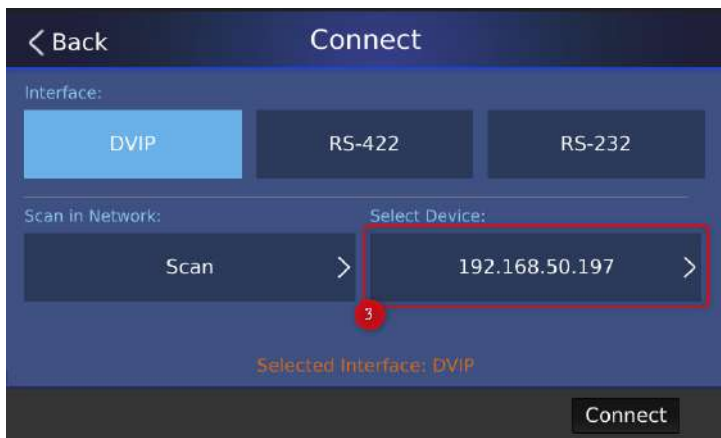 Back
Connect
Interface:
DVIP
RS-422
RS-232
Scan in Network:
Select Device:
Scan
192.168.50.197
3
Selected Interface: DVIP
Connect